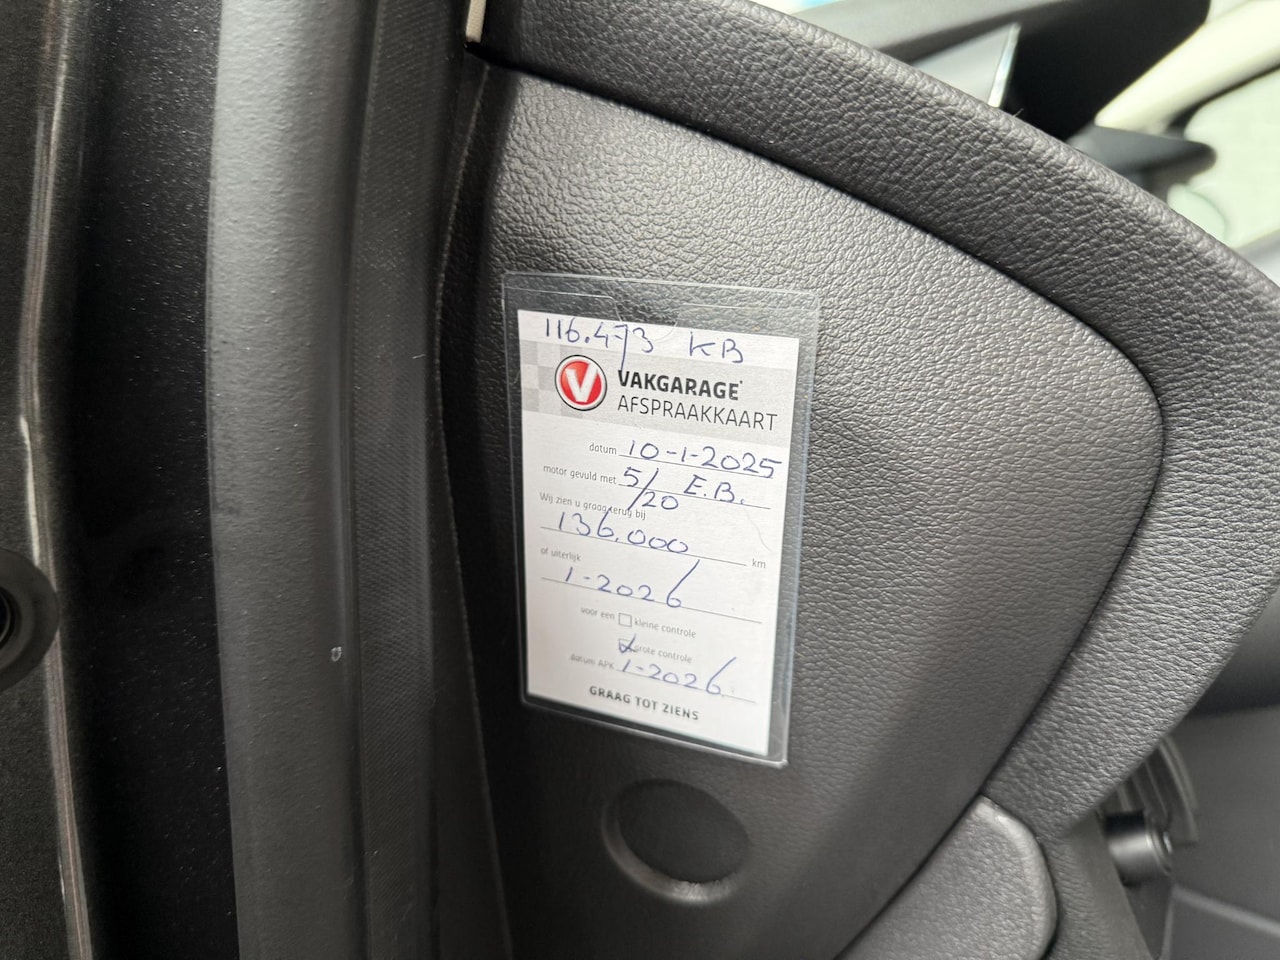 116.473 KB
V VAKGARAGE
AFSPRAAKKAART
datum 10-1-2025
motor gevuld met 5/20 E.B.
Wij zien u graag terug bij
136.000 km
of uiterlijk
1-2026
voor een kleine controle
grote controle
datum APK 1-2026
GRAAG TOT ZIENS